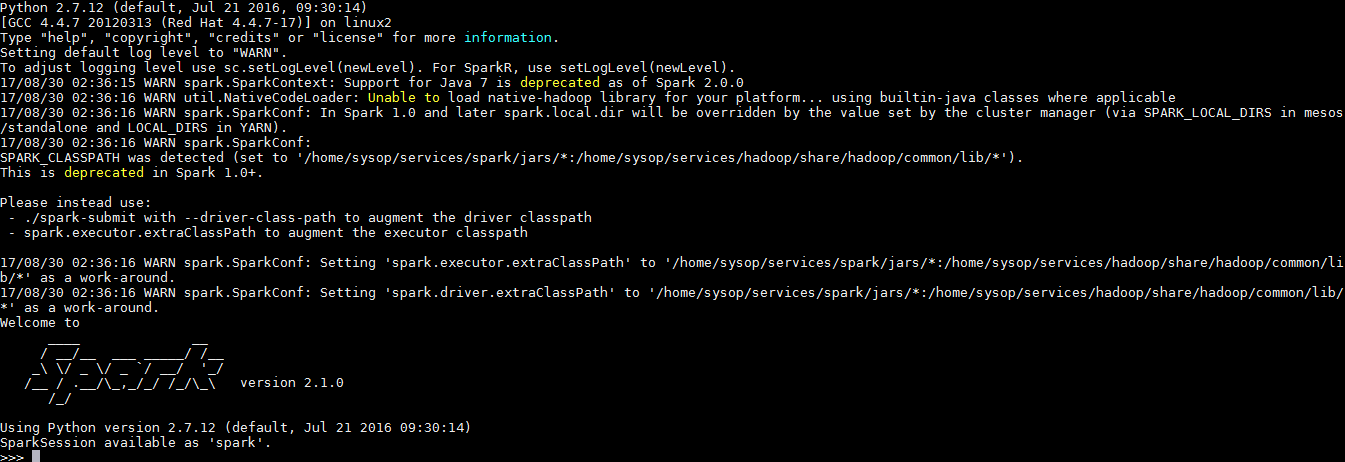 Python 2.7.12 (default, Jul 21 2016, 09:30:14)
[GCC 4.4.7 20120313 (Red Hat 4.4.7-17)] on linux2
Type "help", "copyright", "credits" or "license" for more information.
Setting default log level to "WARN".
To adjust logging level use sc.setLogLevel(newLevel). For SparkR, use setLogLevel(newLevel).
17/08/30 02:36:15 WARN spark.SparkContext: Support for Java 7 is deprecated as of Spark 2.0.0
17/08/30 02:36:16 WARN util.NativeCodeLoader: Unable to load native-hadoop library for your platform... using builtin-java classes where applicable
17/08/30 02:36:16 WARN spark.SparkConf: In Spark 1.0 and later spark.local.dir will be overridden by the value set by the cluster manager (via SPARK_LOCAL_DIRS in mesos
/standalone and LOCAL_DIRS in YARN).
17/08/30 02:36:16 WARN spark.SparkConf:
SPARK_CLASSPATH was detected (set to '/home/sysop/services/spark/jars/*:/home/sysop/services/hadoop/share/hadoop/common/lib/*').
This is deprecated in Spark 1.0+.

Please instead use:
 - ./spark-submit with --driver-class-path to augment the driver classpath
 - spark.executor.extraClassPath to augment the executor classpath

17/08/30 02:36:16 WARN spark.SparkConf: Setting 'spark.executor.extraClassPath' to '/home/sysop/services/spark/jars/*:/home/sysop/services/hadoop/share/hadoop/common/li
b/*' as a work-around.
17/08/30 02:36:16 WARN spark.SparkConf: Setting 'spark.driver.extraClassPath' to '/home/sysop/services/spark/jars/*:/home/sysop/services/hadoop/share/hadoop/common/lib/
*' as a work-around.
Welcome to
      ____              __
     / __/__  ___ _____/ /__
    _\ \/ _ \/ _ `/ __/  '_/
   /__ / .__/\_,_/_/ /_/\_\   version 2.1.0
      /_/

Using Python version 2.7.12 (default, Jul 21 2016 09:30:14)
SparkSession available as 'spark'.
>>>